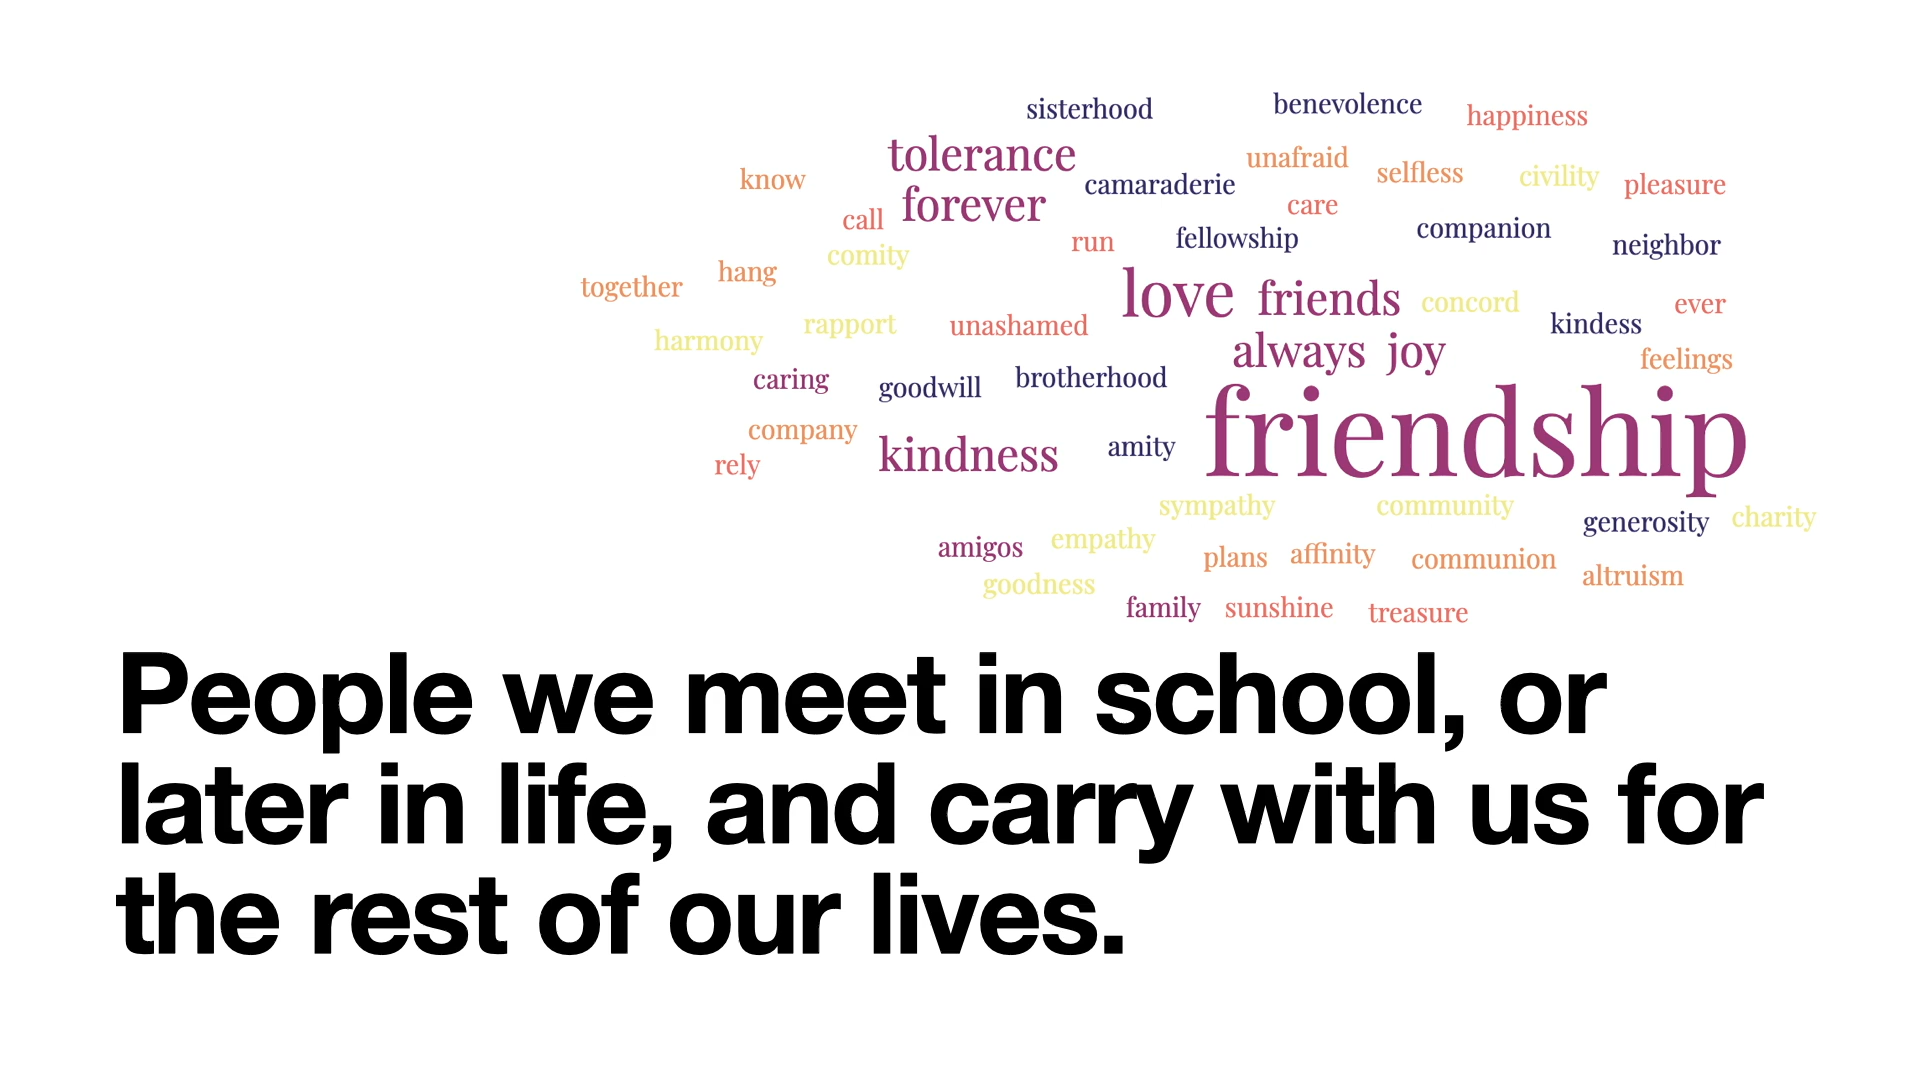 sisterhood benevolence happiness
tolerance unafraid
know camaraderie selfless civility pleasure
call forever care
run fellowship companion neighbor
comity
together hang
love friends concord kindess ever
harmony rapport unashamed
always joy feelings
caring goodwill brotherhood
friendship
company kindness amity
rely
sympathy community generosity charity
amigos empathy plans affinity communion altruism
goodness
family sunshine treasure
People we meet in school, or
later in life, and carry with us for
the rest of our lives.